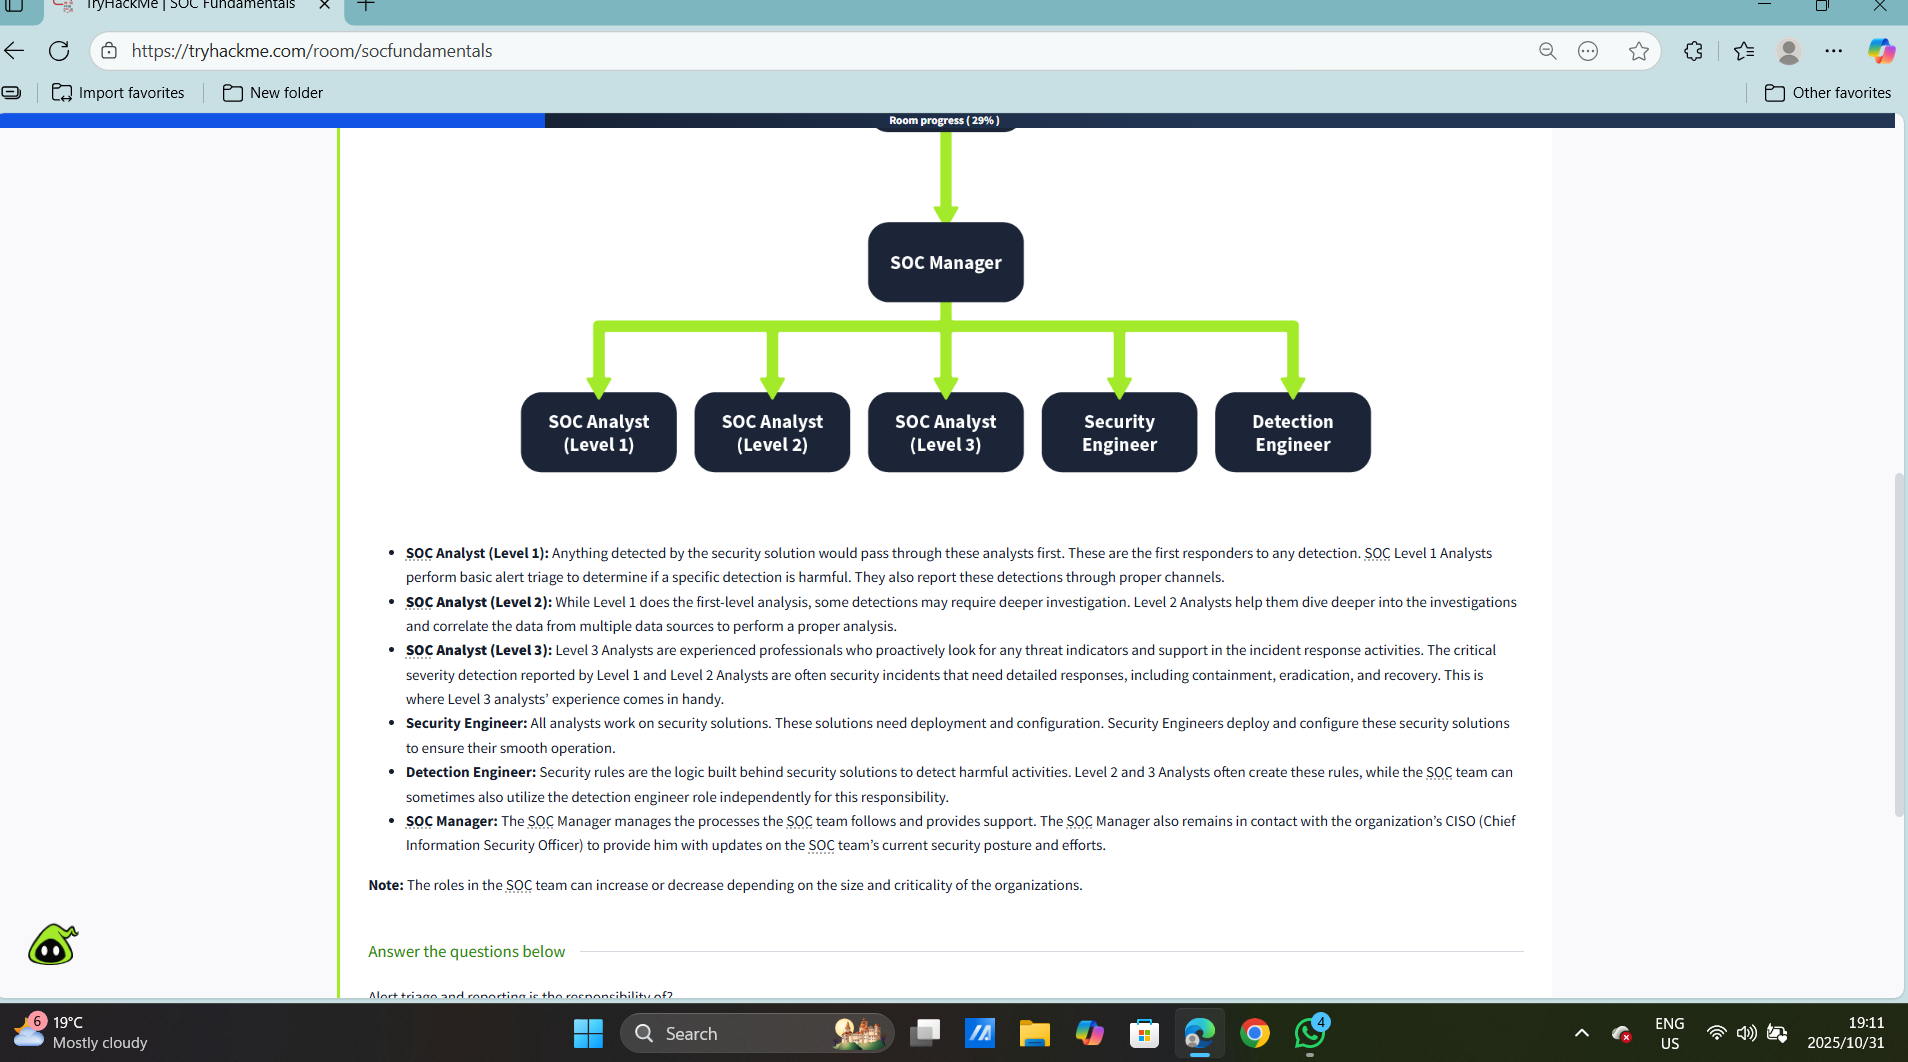 TryHackMe | SOC Fundamentals
https://tryhackme.com/room/socfundamentals
Import favorites
New folder
Other favorites
Room progress ( 29% )
SOC Manager
SOC Analyst
(Level 1)
SOC Analyst
(Level 2)
SOC Analyst
(Level 3)
Security
Engineer
Detection
Engineer
• SOC Analyst (Level 1): Anything detected by the security solution would pass through these analysts first. These are the first responders to any detection. SOC Level 1 Analysts
perform basic alert triage to determine if a specific detection is harmful. They also report these detections through proper channels.
• SOC Analyst (Level 2): While Level 1 does the first-level analysis, some detections may require deeper investigation. Level 2 Analysts help them dive deeper into the investigations
and correlate the data from multiple data sources to perform a proper analysis.
• SOC Analyst (Level 3): Level 3 Analysts are experienced professionals who proactively look for any threat indicators and support in the incident response activities. The critical
severity detection reported by Level 1 and Level 2 Analysts are often security incidents that need detailed responses, including containment, eradication, and recovery. This is
where Level 3 analysts’ experience comes in handy.
• Security Engineer: All analysts work on security solutions. These solutions need deployment and configuration. Security Engineers deploy and configure these security solutions
to ensure their smooth operation.
• Detection Engineer: Security rules are the logic built behind security solutions to detect harmful activities. Level 2 and 3 Analysts often create these rules, while the SOC team can
sometimes also utilize the detection engineer role independently for this responsibility.
• SOC Manager: The SOC Manager manages the processes the SOC team follows and provides support. The SOC Manager also remains in contact with the organization’s CISO (Chief
Information Security Officer) to provide him with updates on the SOC team’s current security posture and efforts.
Note: The roles in the SOC team can increase or decrease depending on the size and criticality of the organizations.
Answer the questions below
Alert triage and reporting is the responsibility of?
6
19°C
Mostly cloudy
Search
4
ENG
US
19:11
2025/10/31